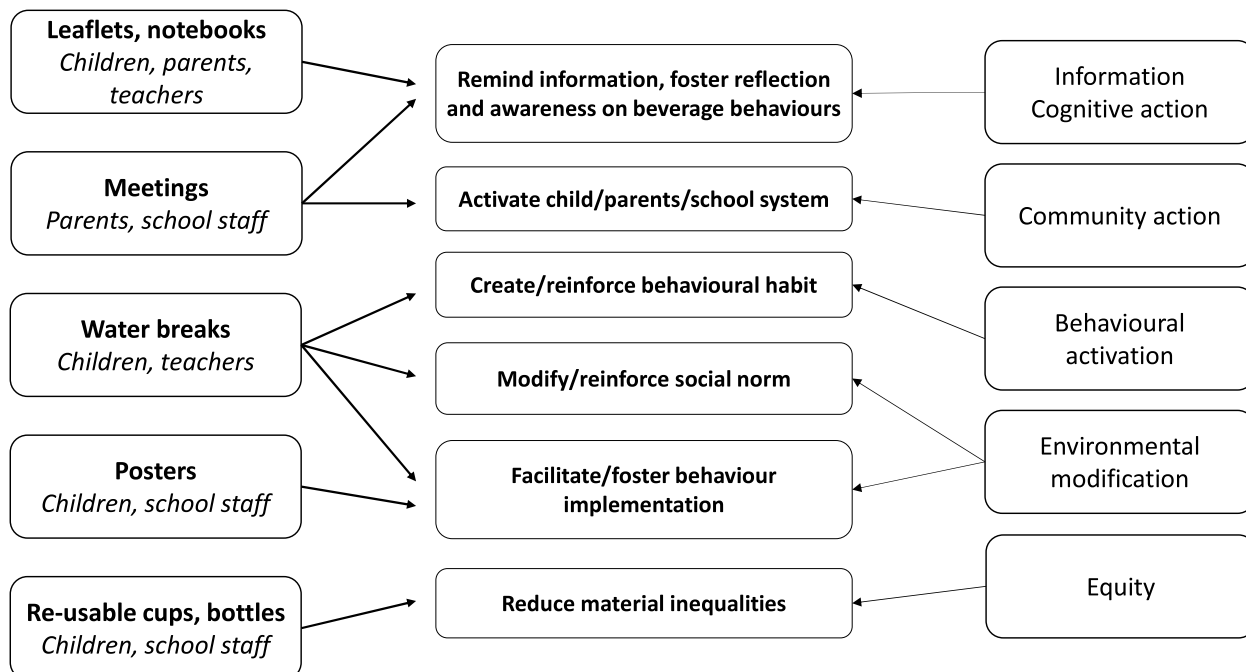 Leaflets, notebooks
Children, parents,
teachers
Meetings
Parents, school staff
Water breaks
Children, teachers
Posters
Children, school staff
Re-usable cups, bottles
Children, school staff
Remind information, foster reflection
and awareness on beverage behaviours
Activate child/parents/school system
Create/reinforce behavioural habit
Modify/reinforce social norm
Facilitate/foster behaviour
implementation
Reduce material inequalities
Information
Cognitive action
Community action
Behavioural
activation
Environmental
modification
Equity